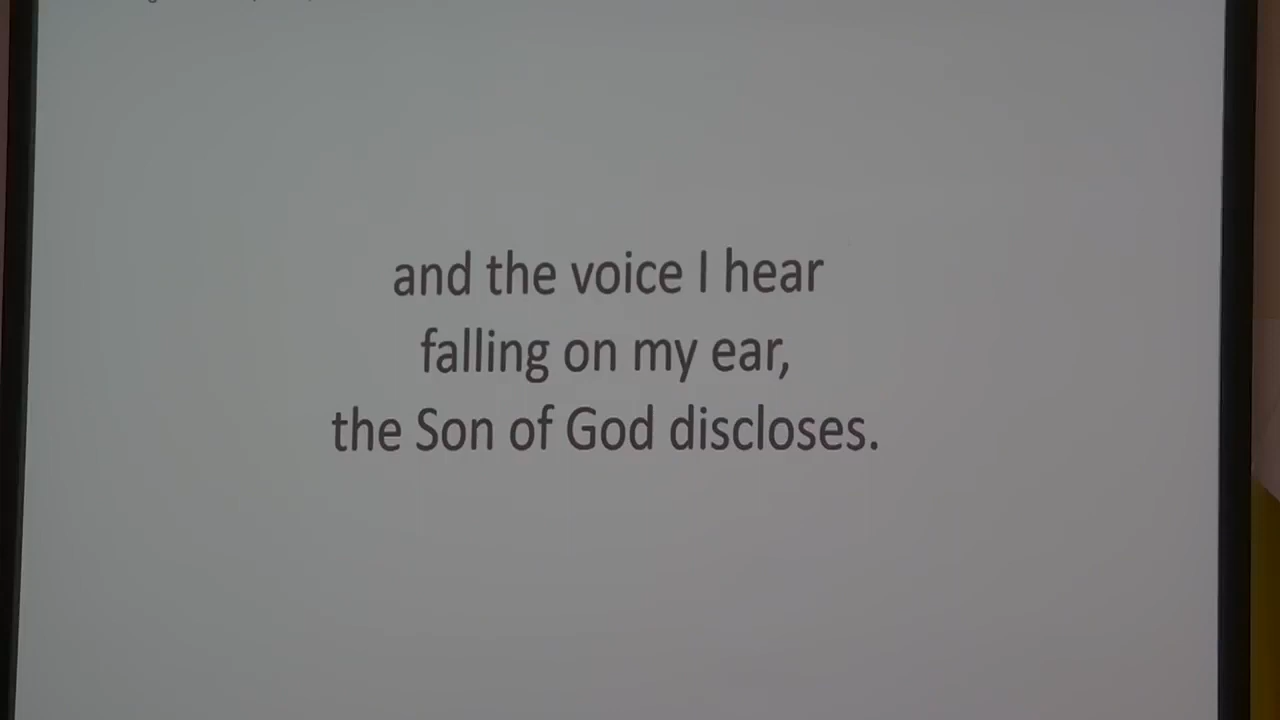 and the voice I hear
falling on my ear,
the Son of God discloses.